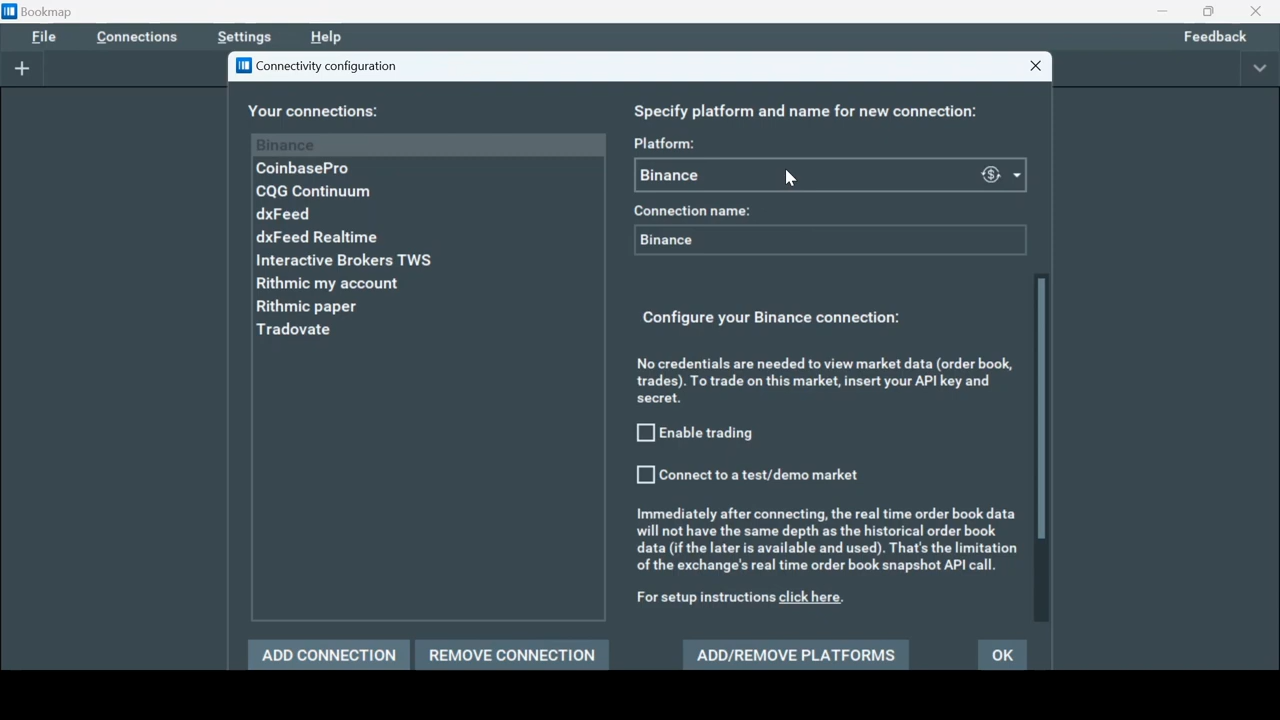 Bookmap
File Connections Settings Help Feedback
+
Connectivity configuration
Your connections:
Binance
CoinbasePro
CQG Continuum
dxFeed
dxFeed Realtime
Interactive Brokers TWS
Rithmic my account
Rithmic paper
Tradovate
Specify platform and name for new connection:
Platform:
Binance
Connection name:
Binance
Configure your Binance connection:
No credentials are needed to view market data (order book,
trades). To trade on this market, insert your API key and
secret.
Enable trading
Connect to a test/demo market
Immediately after connecting, the real time order book data
will not have the same depth as the historical order book
data (if the later is available and used). That's the limitation
of the exchange's real time order book snapshot API call.
For setup instructions click here.
ADD CONNECTION REMOVE CONNECTION ADD/REMOVE PLATFORMS OK